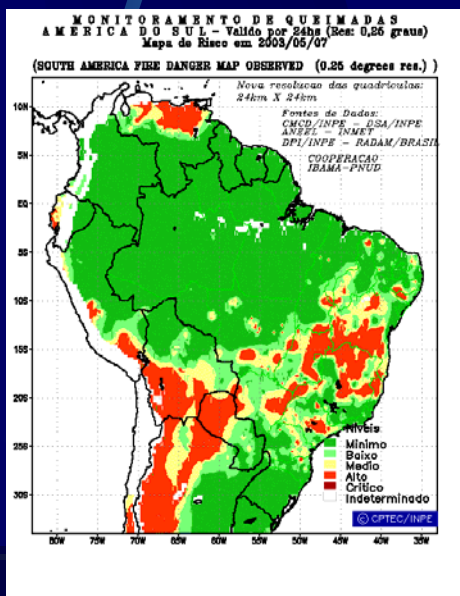 MONITORAMENTO DE QUEIMADAS
AMERICA DO SUL - Valido por 24hs (Res: 0,25 graus)
Mapa de Risco em 2003/05/07
(SOUTH AMERICA FIRE DANGER MAP OBSERVED (0.25 degrees res.) )
Nova resolucao das quadriculas:
24km X 24km
Fontes de Dados:
CMCD/INPE - DSA/INPE
ANEEL - INMET
DPI/INPE - RADAM/BRASIL
COOPERACAO
IBAMA-PNUD
10N
5N
EQ
5S
10S
15S
20S
25S
30S
Niveis
Minimo
Baixo
Medio
Alto
Critico
Indeterminado
© CPTEC/INPE
80W 75W 70W 65W 60W 55W 50W 45W 40W 35W